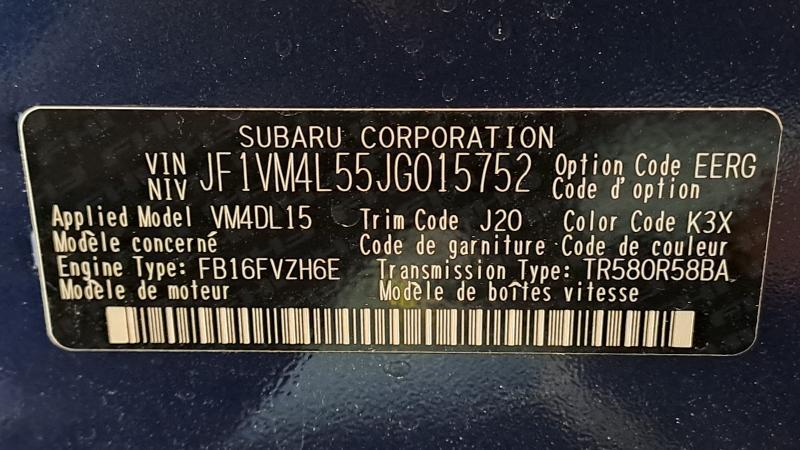 SUBARU CORPORATION
VIN
NIV JF1VM4L55JG015752 Option Code EERG
Code d'option
Applied Model VM4DL15 Trim Code J20 Color Code K3X
Modèle concerné Code de garniture Code de couleur
Engine Type: FB16FVZH6E Transmission Type: TR580R58BA
Modèle de moteur Modèle de boîtes vitesse